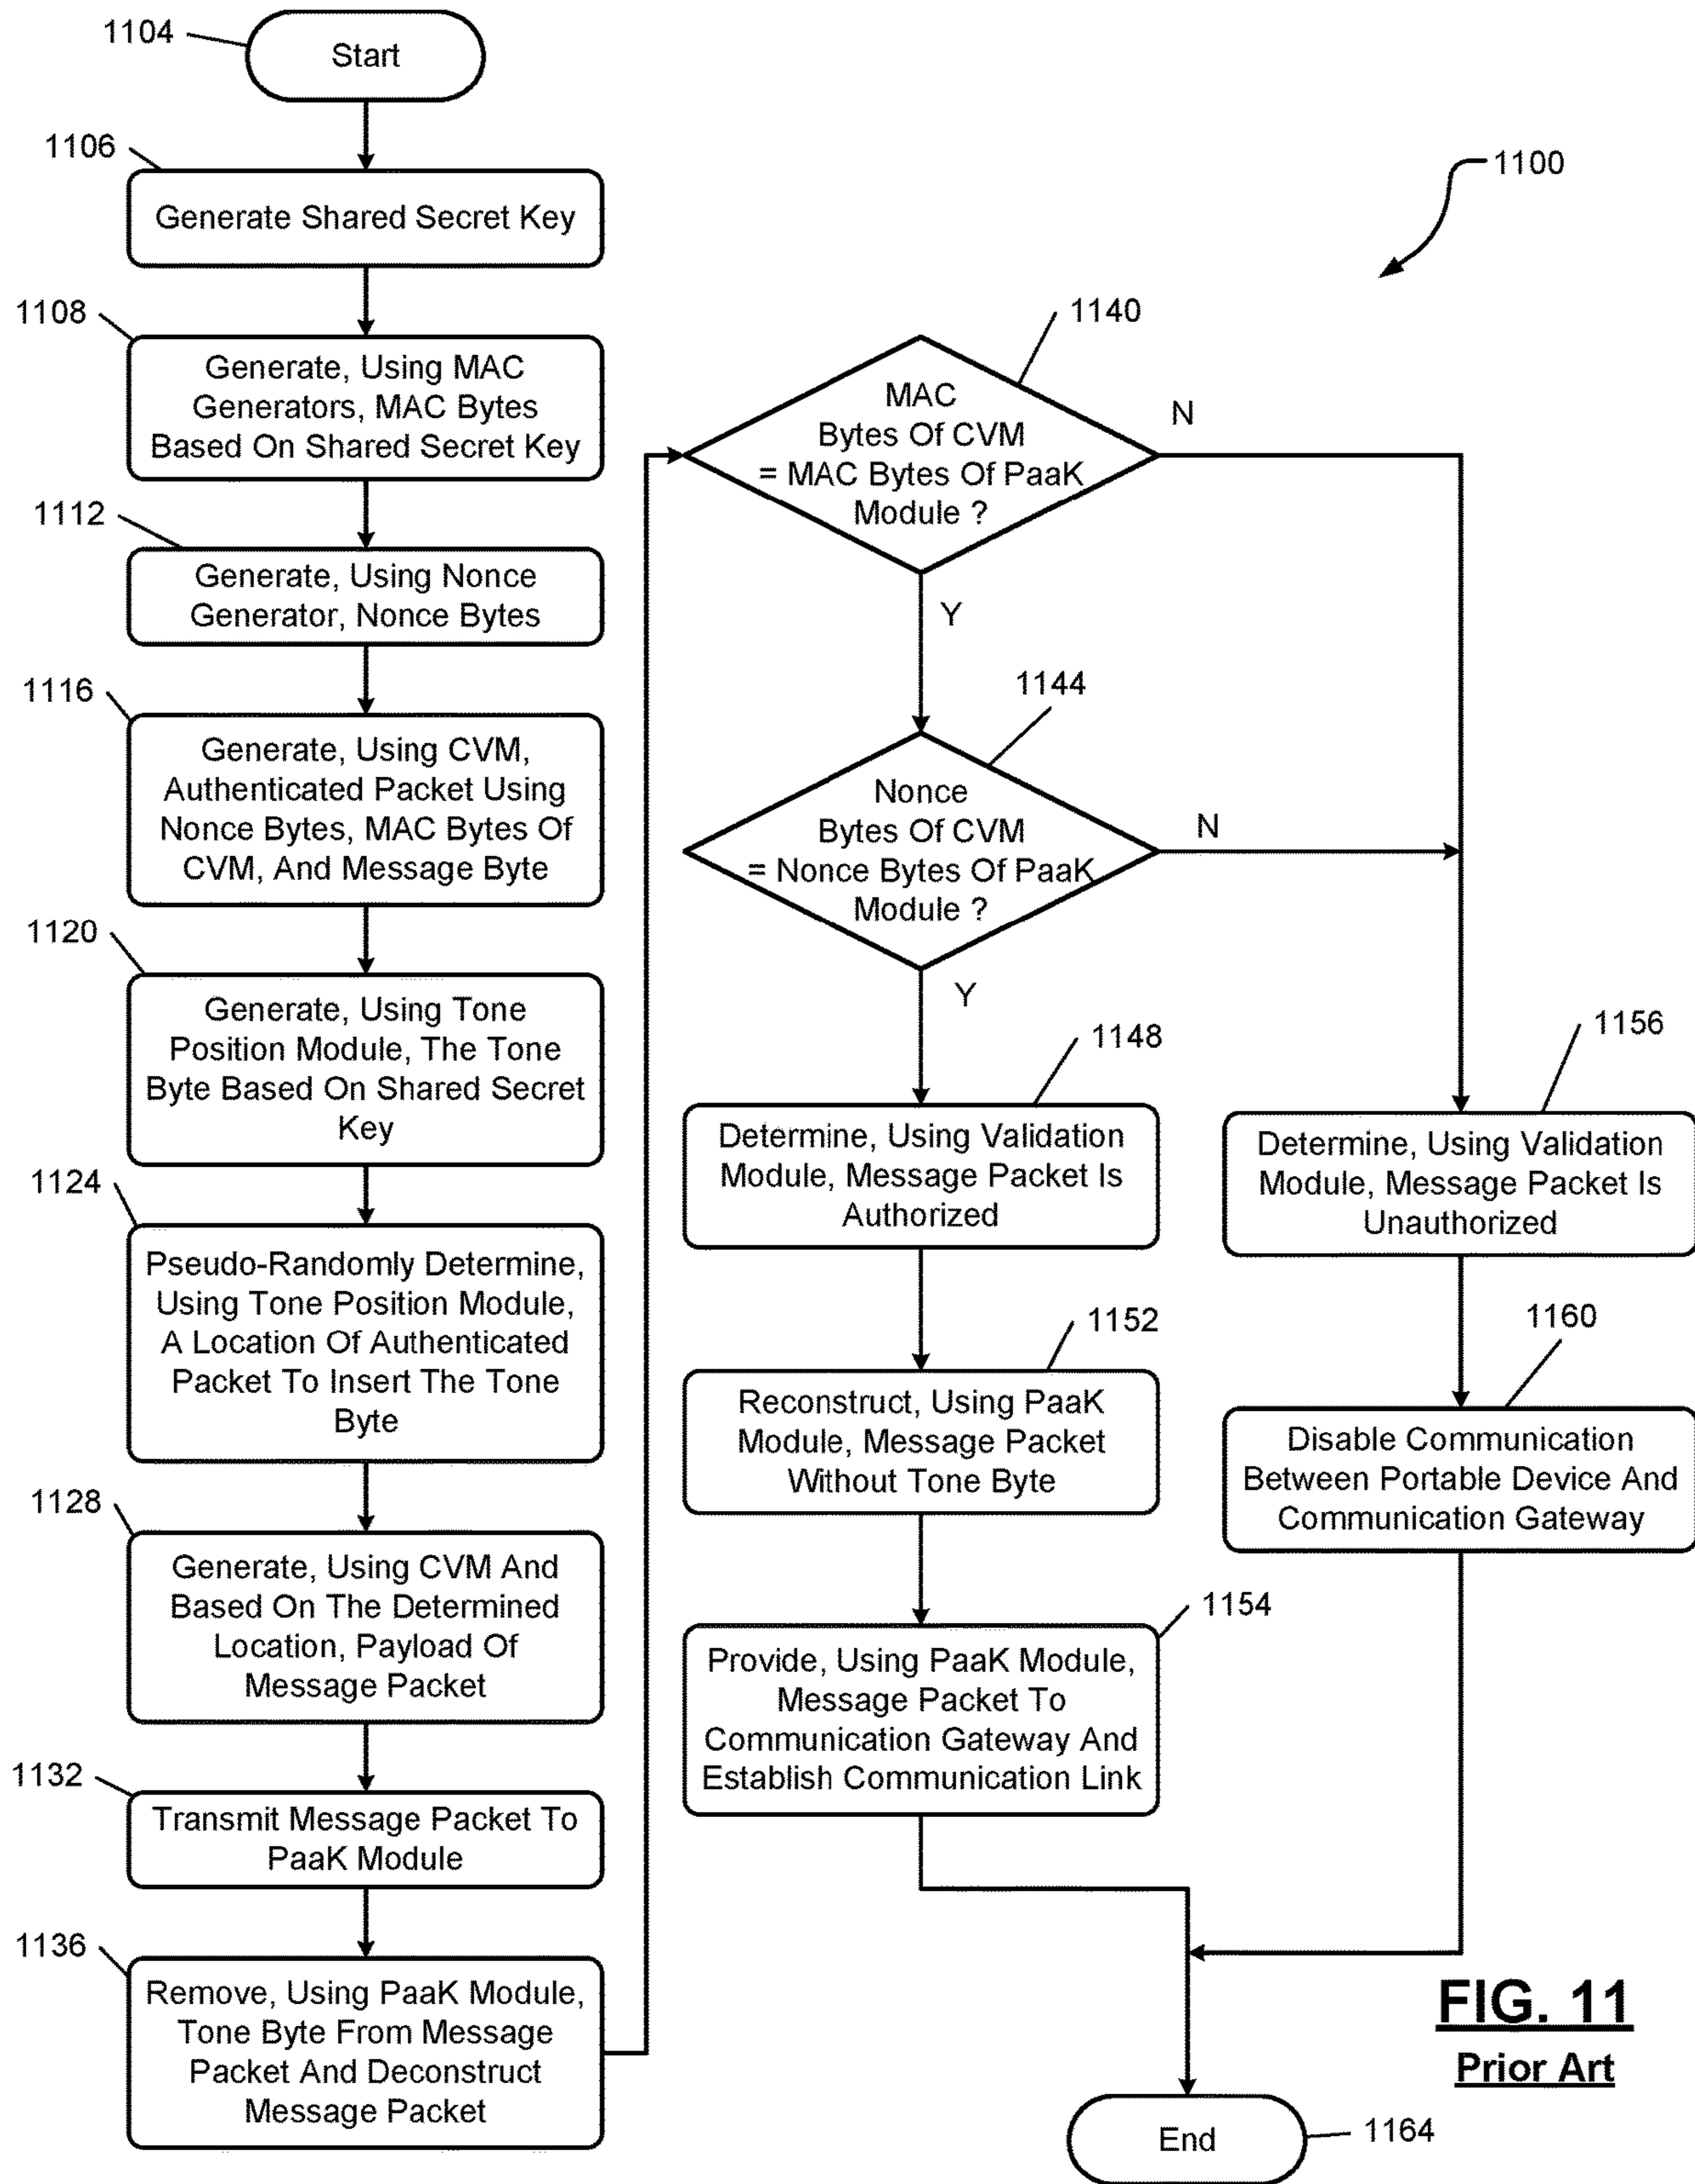 1104
Start
1106
Generate Shared Secret Key
1108
Generate, Using MAC
Generators, MAC Bytes
Based On Shared Secret Key
1112
Generate, Using Nonce
Generator, Nonce Bytes
1116
Generate, Using CVM,
Authenticated Packet Using
Nonce Bytes, MAC Bytes Of
CVM, And Message Byte
1120
Generate, Using Tone
Position Module, The Tone
Byte Based On Shared Secret
Key
1124
Pseudo-Randomly Determine,
Using Tone Position Module,
A Location Of Authenticated
Packet To Insert The Tone
Byte
1128
Generate, Using CVM And
Based On The Determined
Location, Payload Of
Message Packet
1132
Transmit Message Packet To
PaaK Module
1136
Remove, Using PaaK Module,
Tone Byte From Message
Packet And Deconstruct
Message Packet
1100
1140
MAC
Bytes Of CVM
= MAC Bytes Of PaaK
Module ?
N
Y
1144
Nonce
Bytes Of CVM
= Nonce Bytes Of PaaK
Module ?
N
Y
1148
Determine, Using Validation
Module, Message Packet Is
Authorized
1152
Reconstruct, Using PaaK
Module, Message Packet
Without Tone Byte
1154
Provide, Using PaaK Module,
Message Packet To
Communication Gateway And
Establish Communication Link
1156
Determine, Using Validation
Module, Message Packet Is
Unauthorized
1160
Disable Communication
Between Portable Device And
Communication Gateway
End
1164
FIG. 11
Prior Art